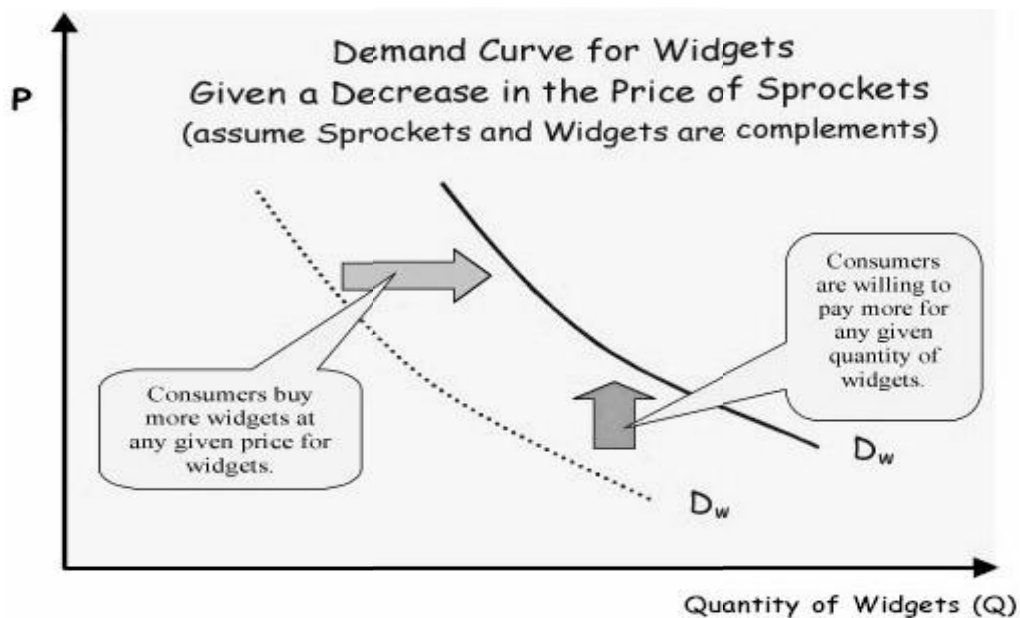 Demand Curve for Widgets
Given a Decrease in the Price of Sprockets
(assume Sprockets and Widgets are complements)
P
Consumers
are willing to
pay more for
any given
quantity of
widgets.
Consumers buy
more widgets at
any given price for
widgets.
Dw
Dw
Quantity of Widgets (Q)